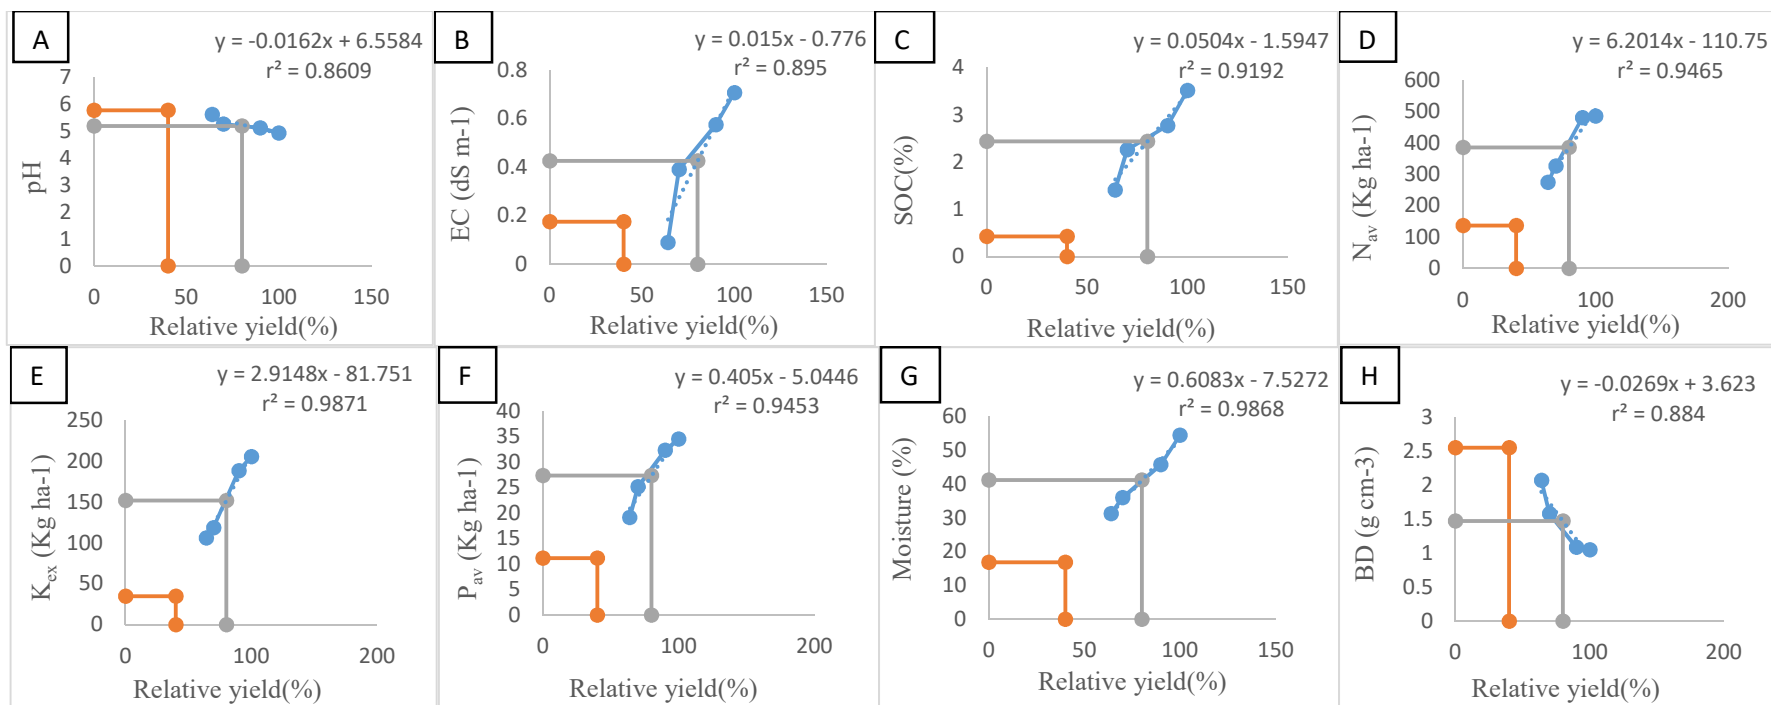 A
y = -0.0162x + 6.5584
r² = 0.8609
7
6
5
4
3
2
1
0
pH
0 50 100 150
Relative yield(%)
B
y = 0.015x - 0.776
r² = 0.895
0.8
0.6
0.4
0.2
0
EC (dS m-1)
0 50 100 150
Relative yield(%)
C
y = 0.0504x - 1.5947
r² = 0.9192
4
3
2
1
0
SOC(%)
0 50 100 150
Relative yield(%)
D
y = 6.2014x - 110.75
r² = 0.9465
600
500
400
300
200
100
0
Nav (Kg ha-1)
0 100 200
Relative yield(%)
E
y = 2.9148x - 81.751
r² = 0.9871
250
200
150
100
50
0
Kex (Kg ha-1)
0 100 200
Relative yield(%)
F
y = 0.405x - 5.0446
r² = 0.9453
40
35
30
25
20
15
10
5
0
Pav (Kg ha-1)
0 100 200
Relative yield(%)
G
y = 0.6083x - 7.5272
r² = 0.9868
60
50
40
30
20
10
0
Moisture (%)
0 50 100 150
Relative yield(%)
H
y = -0.0269x + 3.623
r² = 0.884
3
2.5
2
1.5
1
0.5
0
BD (g cm-3)
0 100 200
Relative yield(%)